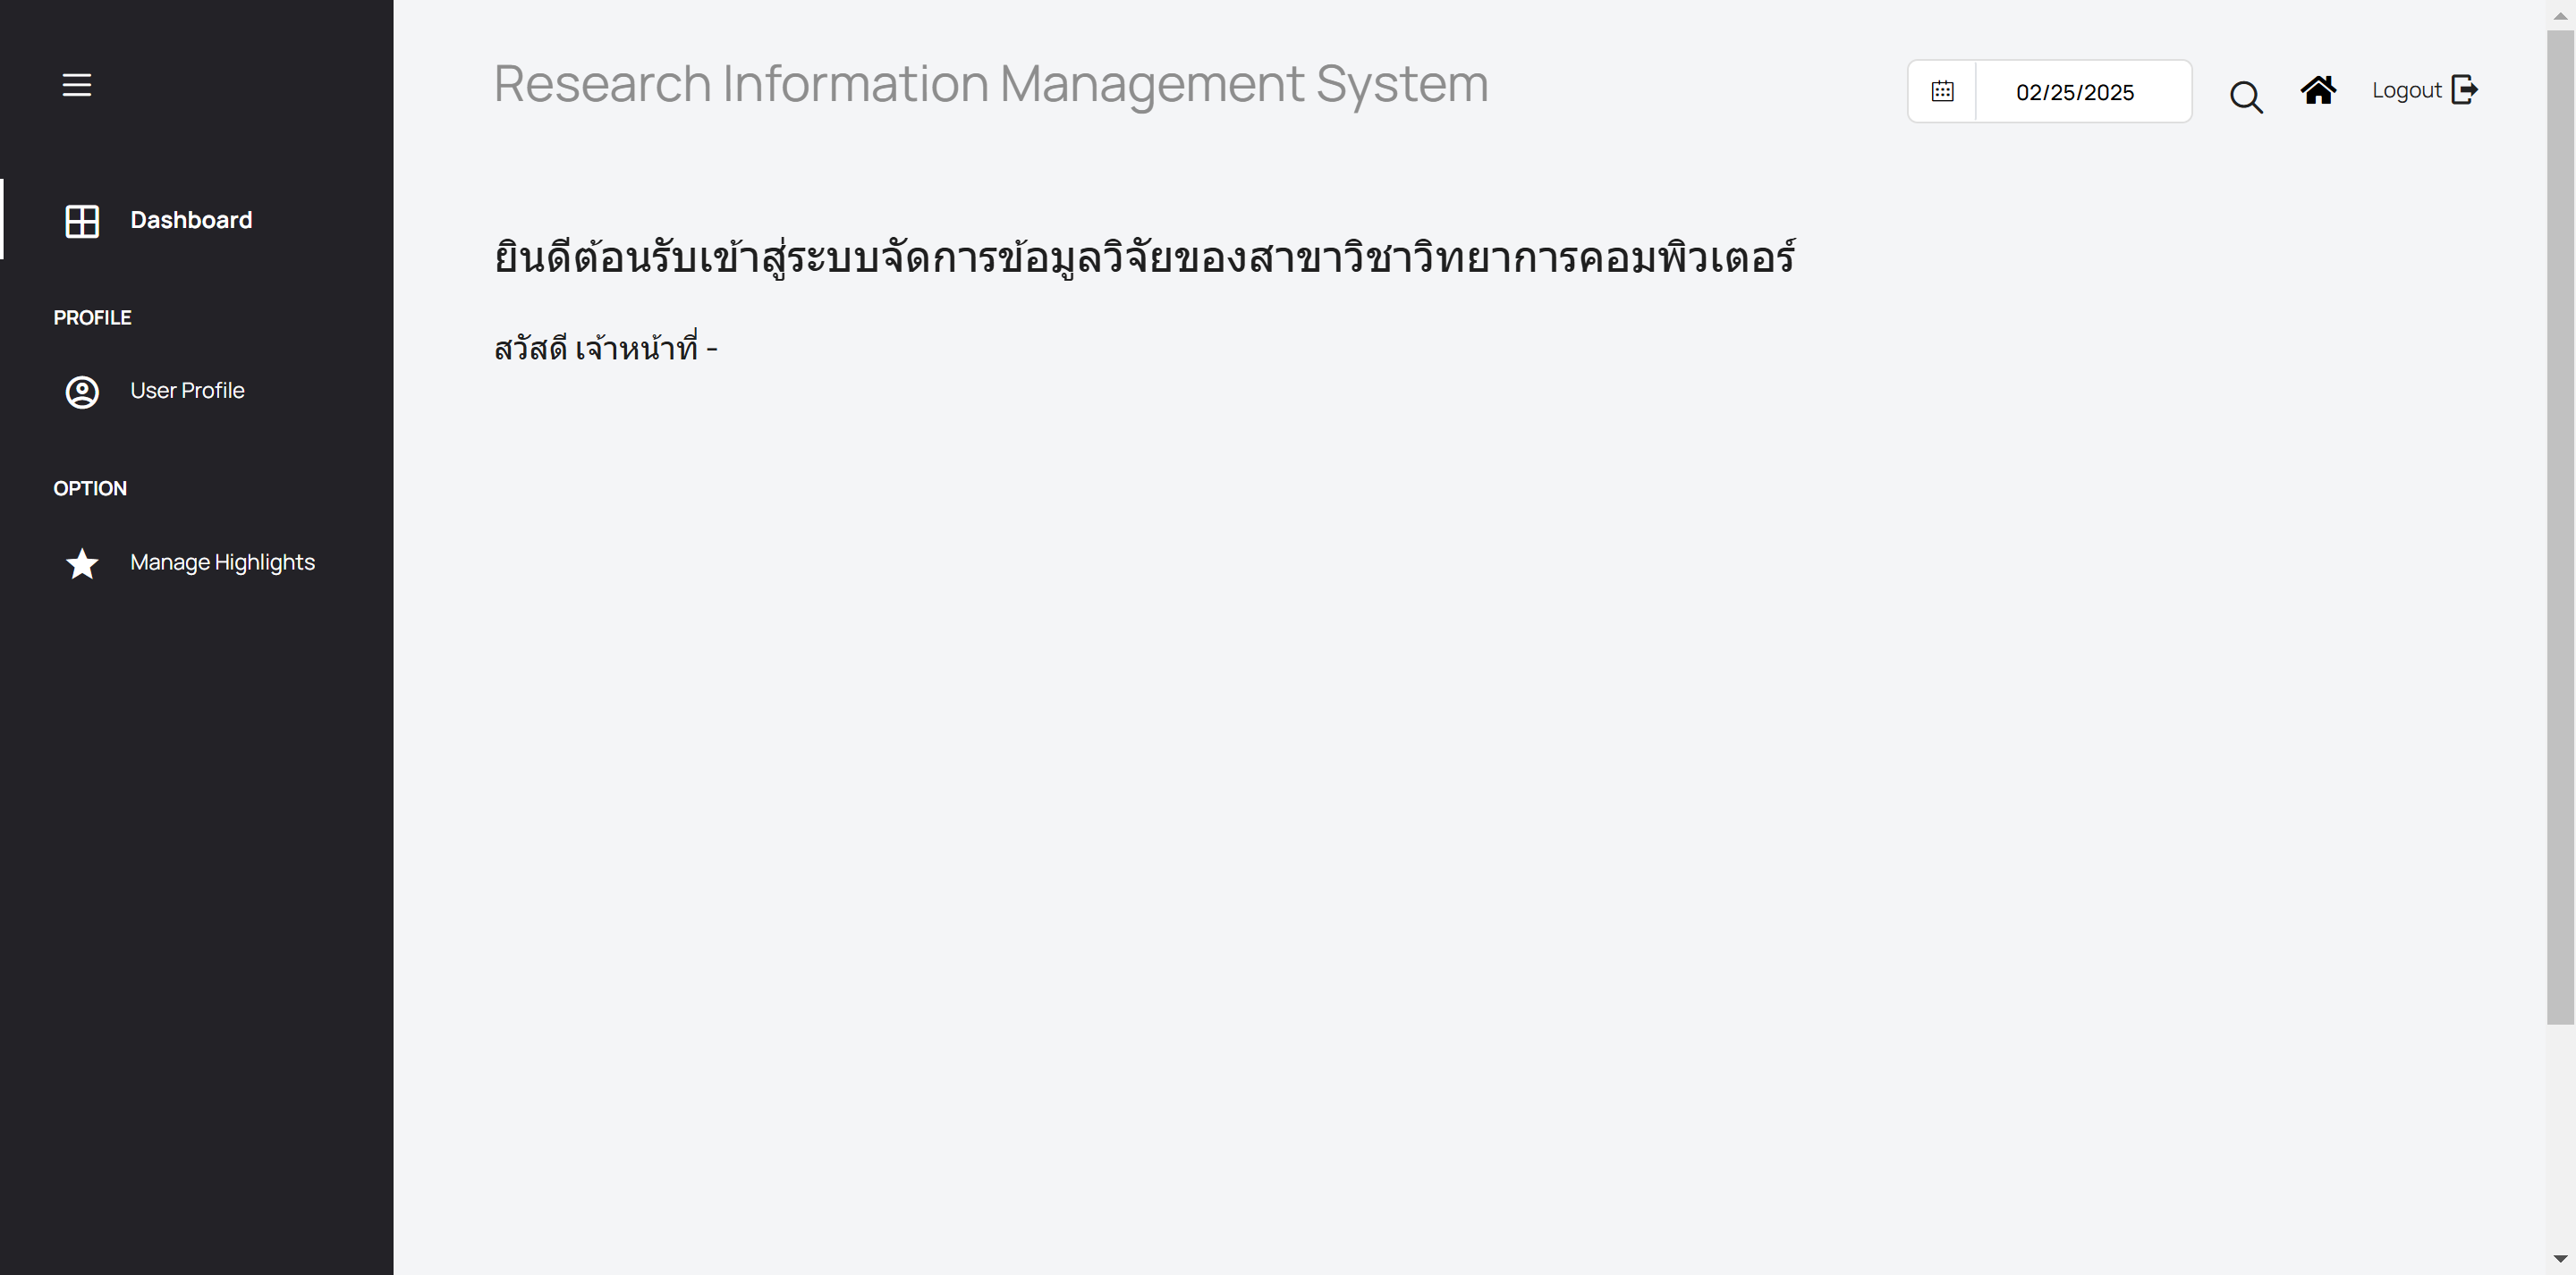 Research Information Management System
02/25/2025
Logout
Dashboard
PROFILE
User Profile
OPTION
Manage Highlights
ยินดีต้อนรับเข้าสู่ระบบจัดการข้อมูลวิจัยของสาขาวิชาวิทยาการคอมพิวเตอร์
สวัสดี เจ้าหน้าที่ -